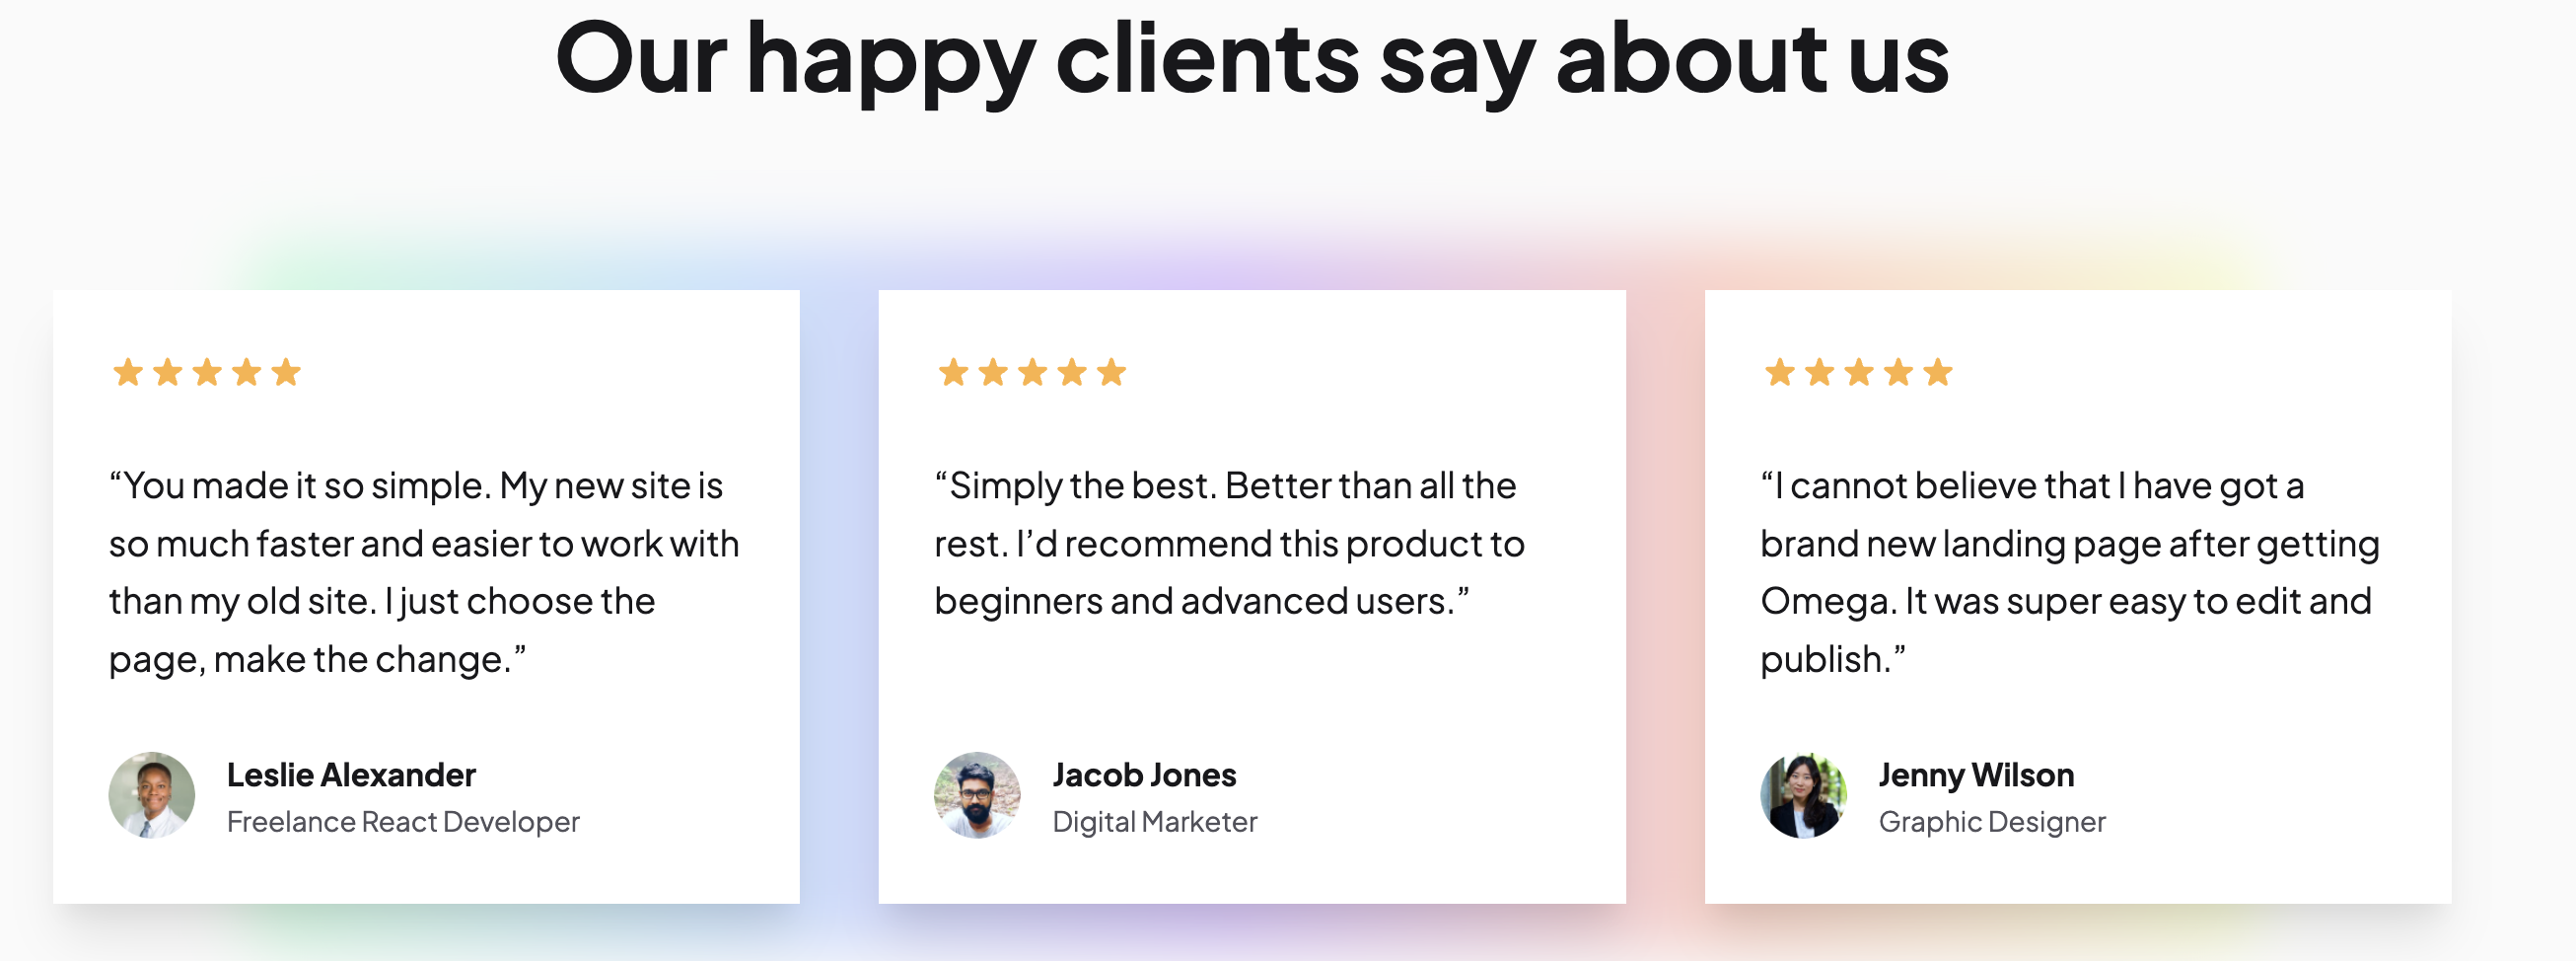 Our happy clients say about us
“You made it so simple. My new site is
so much faster and easier to work with
than my old site. I just choose the
page, make the change.”
Leslie Alexander
Freelance React Developer
“Simply the best. Better than all the
rest. I’d recommend this product to
beginners and advanced users.”
Jacob Jones
Digital Marketer
“I cannot believe that I have got a
brand new landing page after getting
Omega. It was super easy to edit and
publish.”
Jenny Wilson
Graphic Designer